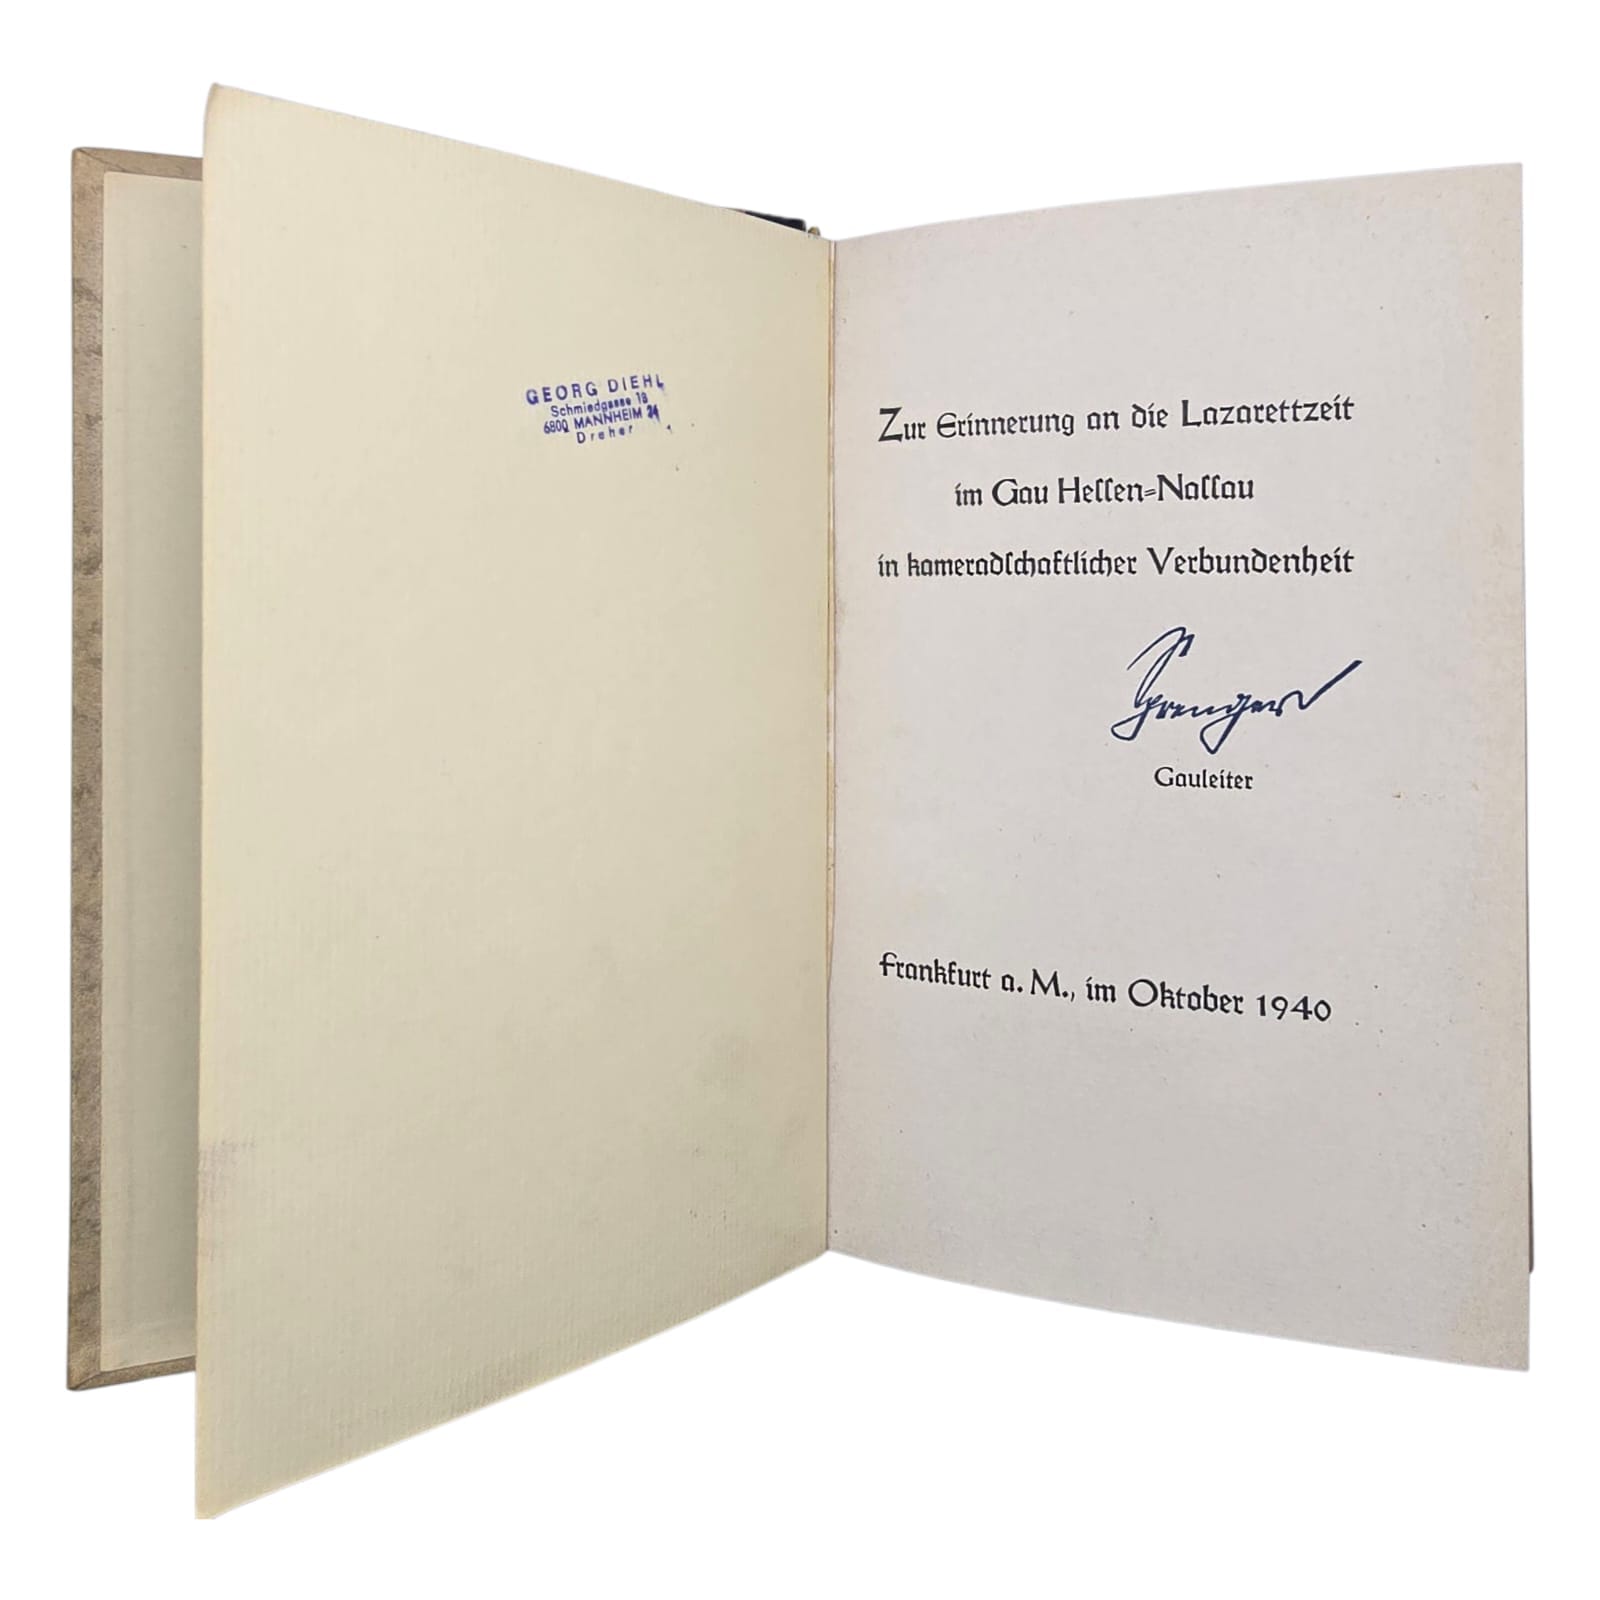 GEORG DIEHL
Schmiedgasse 18
6800 MANNHEIM 24
Dreher
Zur Erinnerung an die Lazarettzeit
im Gau Hessen=Nassau
in kameradschaftlicher Verbundenheit
Sprenger
Gauleiter
Frankfurt a. M., im Oktober 1940